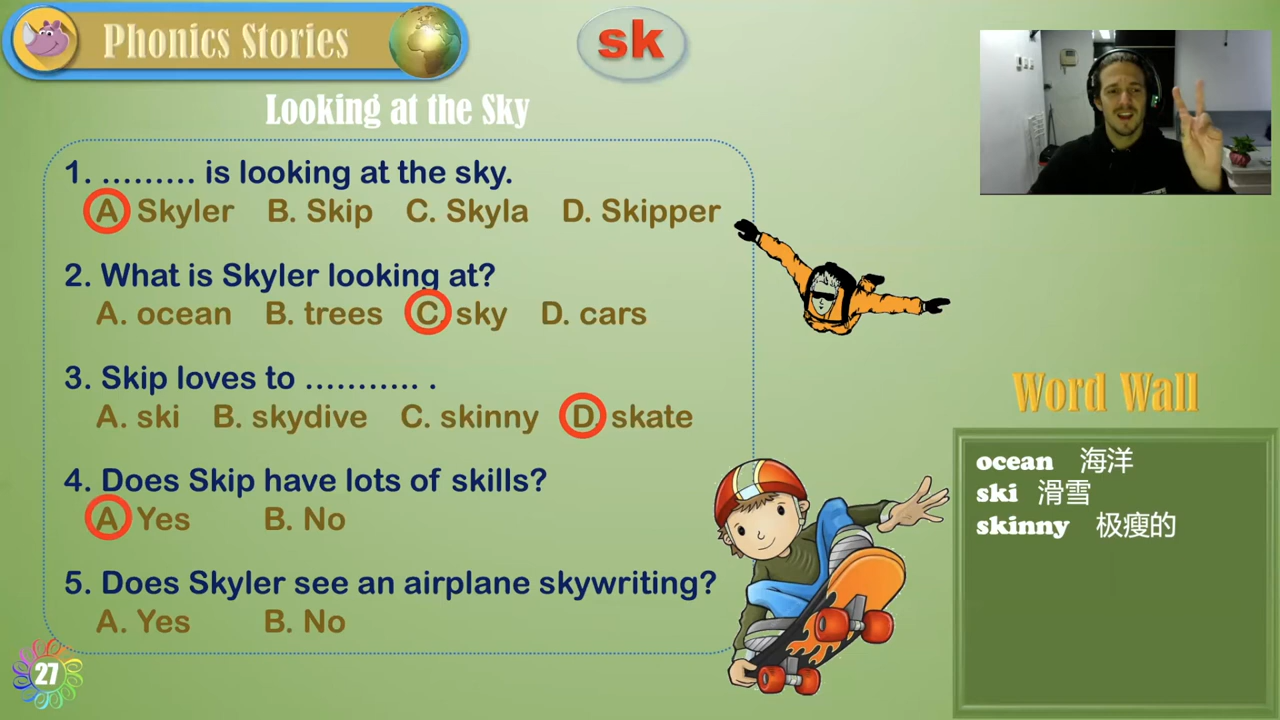 Phonics Stories
sk
Looking at the Sky
1. ......... is looking at the sky.
A Skyler B. Skip C. Skyla D. Skipper
2. What is Skyler looking at?
A. ocean B. trees C. sky D. cars
3. Skip loves to ........... .
A. ski B. skydive C. skinny D. skate
4. Does Skip have lots of skills?
A Yes B. No
5. Does Skyler see an airplane skywriting?
A. Yes B. No
27
Word Wall
ocean 海洋
ski 滑雪
skinny 极瘦的